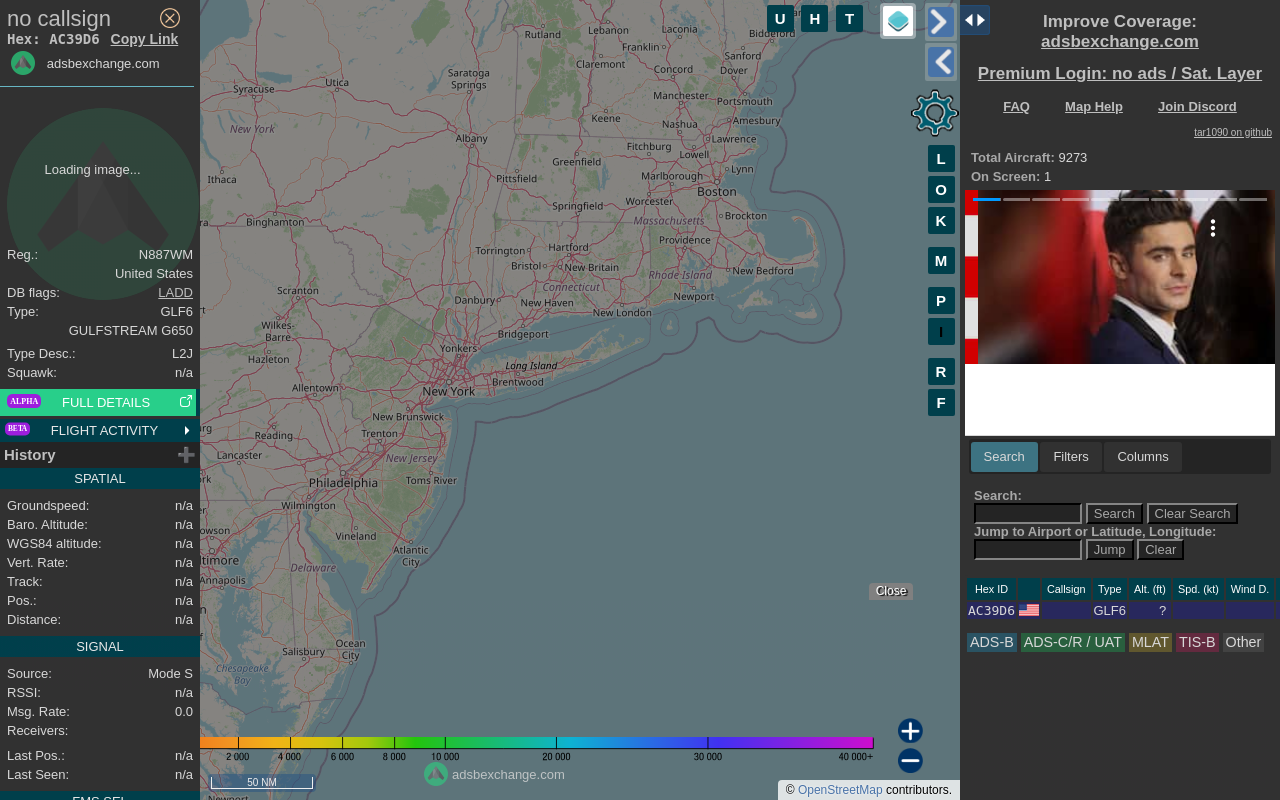 no callsign
Hex: AC39D6 Copy Link
adsbexchange.com
Loading image...
Reg.: N887WM
United States
DB flags: LADD
Type: GLF6
GULFSTREAM G650
Type Desc.: L2J
Squawk: n/a
ALPHA FULL DETAILS
BETA FLIGHT ACTIVITY
History
SPATIAL
Groundspeed: n/a
Baro. Altitude: n/a
WGS84 altitude: n/a
Vert. Rate: n/a
Track: n/a
Pos.: n/a
Distance: n/a
SIGNAL
Source: Mode S
RSSI: n/a
Msg. Rate: 0.0
Receivers:
Last Pos.: n/a
Last Seen: n/a
FMS SEL
U H T
L
O
K
M
P
I
R
F
Rutland
Lebanon
Laconia
Franklin
Biddeford
Sanford
Claremont
Concord
Dover
Saratoga
Springs
Utica
Syracuse
Manchester
Portsmouth
Keene
Nashua
Amesbury
New York
Albany
Fitchburg
Lawrence
Greenfield
Lowell
Lynn
Ithaca
Pittsfield
Marlborough
Boston
Worcester
Springfield
Binghamton
Massachusetts
Brockton
Torrington
Hartford
Providence
Bristol
New Britain
Rhode Island
New Bedford
Connecticut
Scranton
Danbury
New Haven
Newport
New London
Wilkes-
Barre
Bridgeport
Yonkers
Hazleton
Long Island
Allentown
Brentwood
New York
New Brunswick
Reading
Trenton
Lancaster
New Jersey
Philadelphia
Toms River
Wilmington
Vineland
Atlantic
City
Delaware
Annapolis
Salisbury
Ocean
City
Chesapeake
Bay
Newport
Close
2 000 4 000 6 000 8 000 10 000 20 000 30 000 40 000+
50 NM
adsbexchange.com
© OpenStreetMap contributors.
Improve Coverage:
adsbexchange.com
Premium Login: no ads / Sat. Layer
FAQ Map Help Join Discord
tar1090 on github
Total Aircraft: 9273
On Screen: 1
Search Filters Columns
Search:
Search Clear Search
Jump to Airport or Latitude, Longitude:
Jump Clear
Hex ID Callsign Type Alt. (ft) Spd. (kt) Wind D.
AC39D6 GLF6 ?
ADS-B ADS-C/R / UAT MLAT TIS-B Other